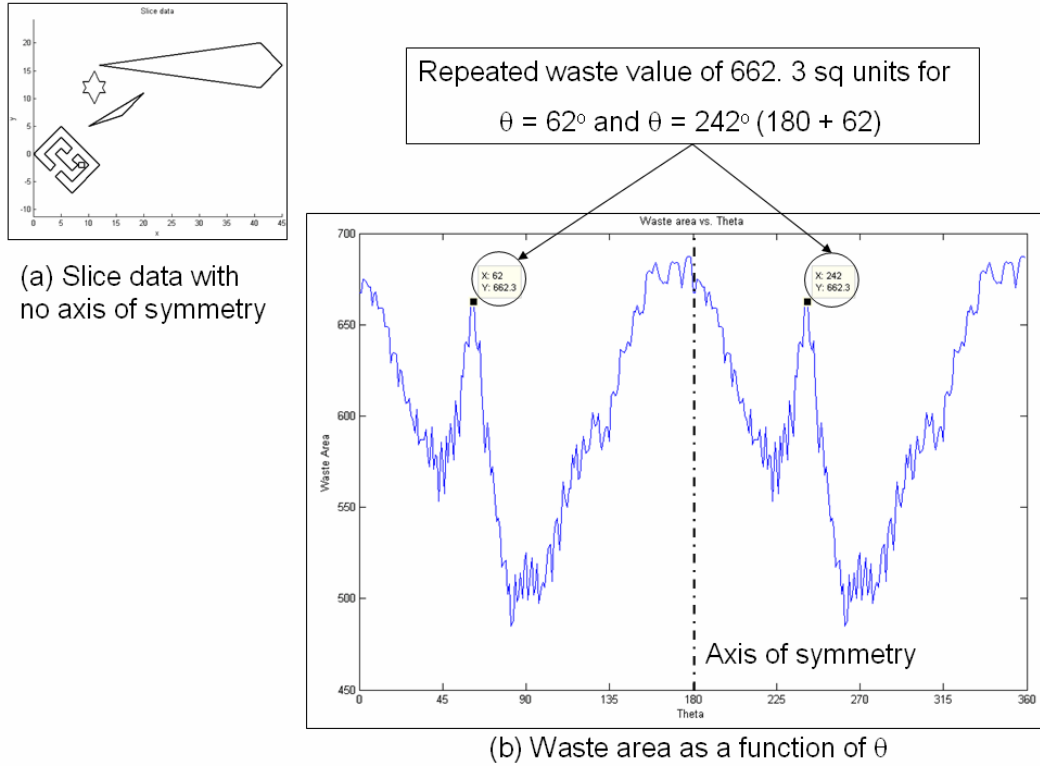 Slice data
20
15
10
5
0
-5
-10
y
0 5 10 15 20 25 30 35 40 45
x
(a) Slice data with
no axis of symmetry
Repeated waste value of 662. 3 sq units for
θ = 62º and θ = 242º (180 + 62)
Waste area vs. Theta
700
650
600
550
500
450
Waste Area
X: 62
Y: 662.3
X: 242
Y: 662.3
Axis of symmetry
0 45 90 135 180 225 270 315 360
Theta
(b) Waste area as a function of θ